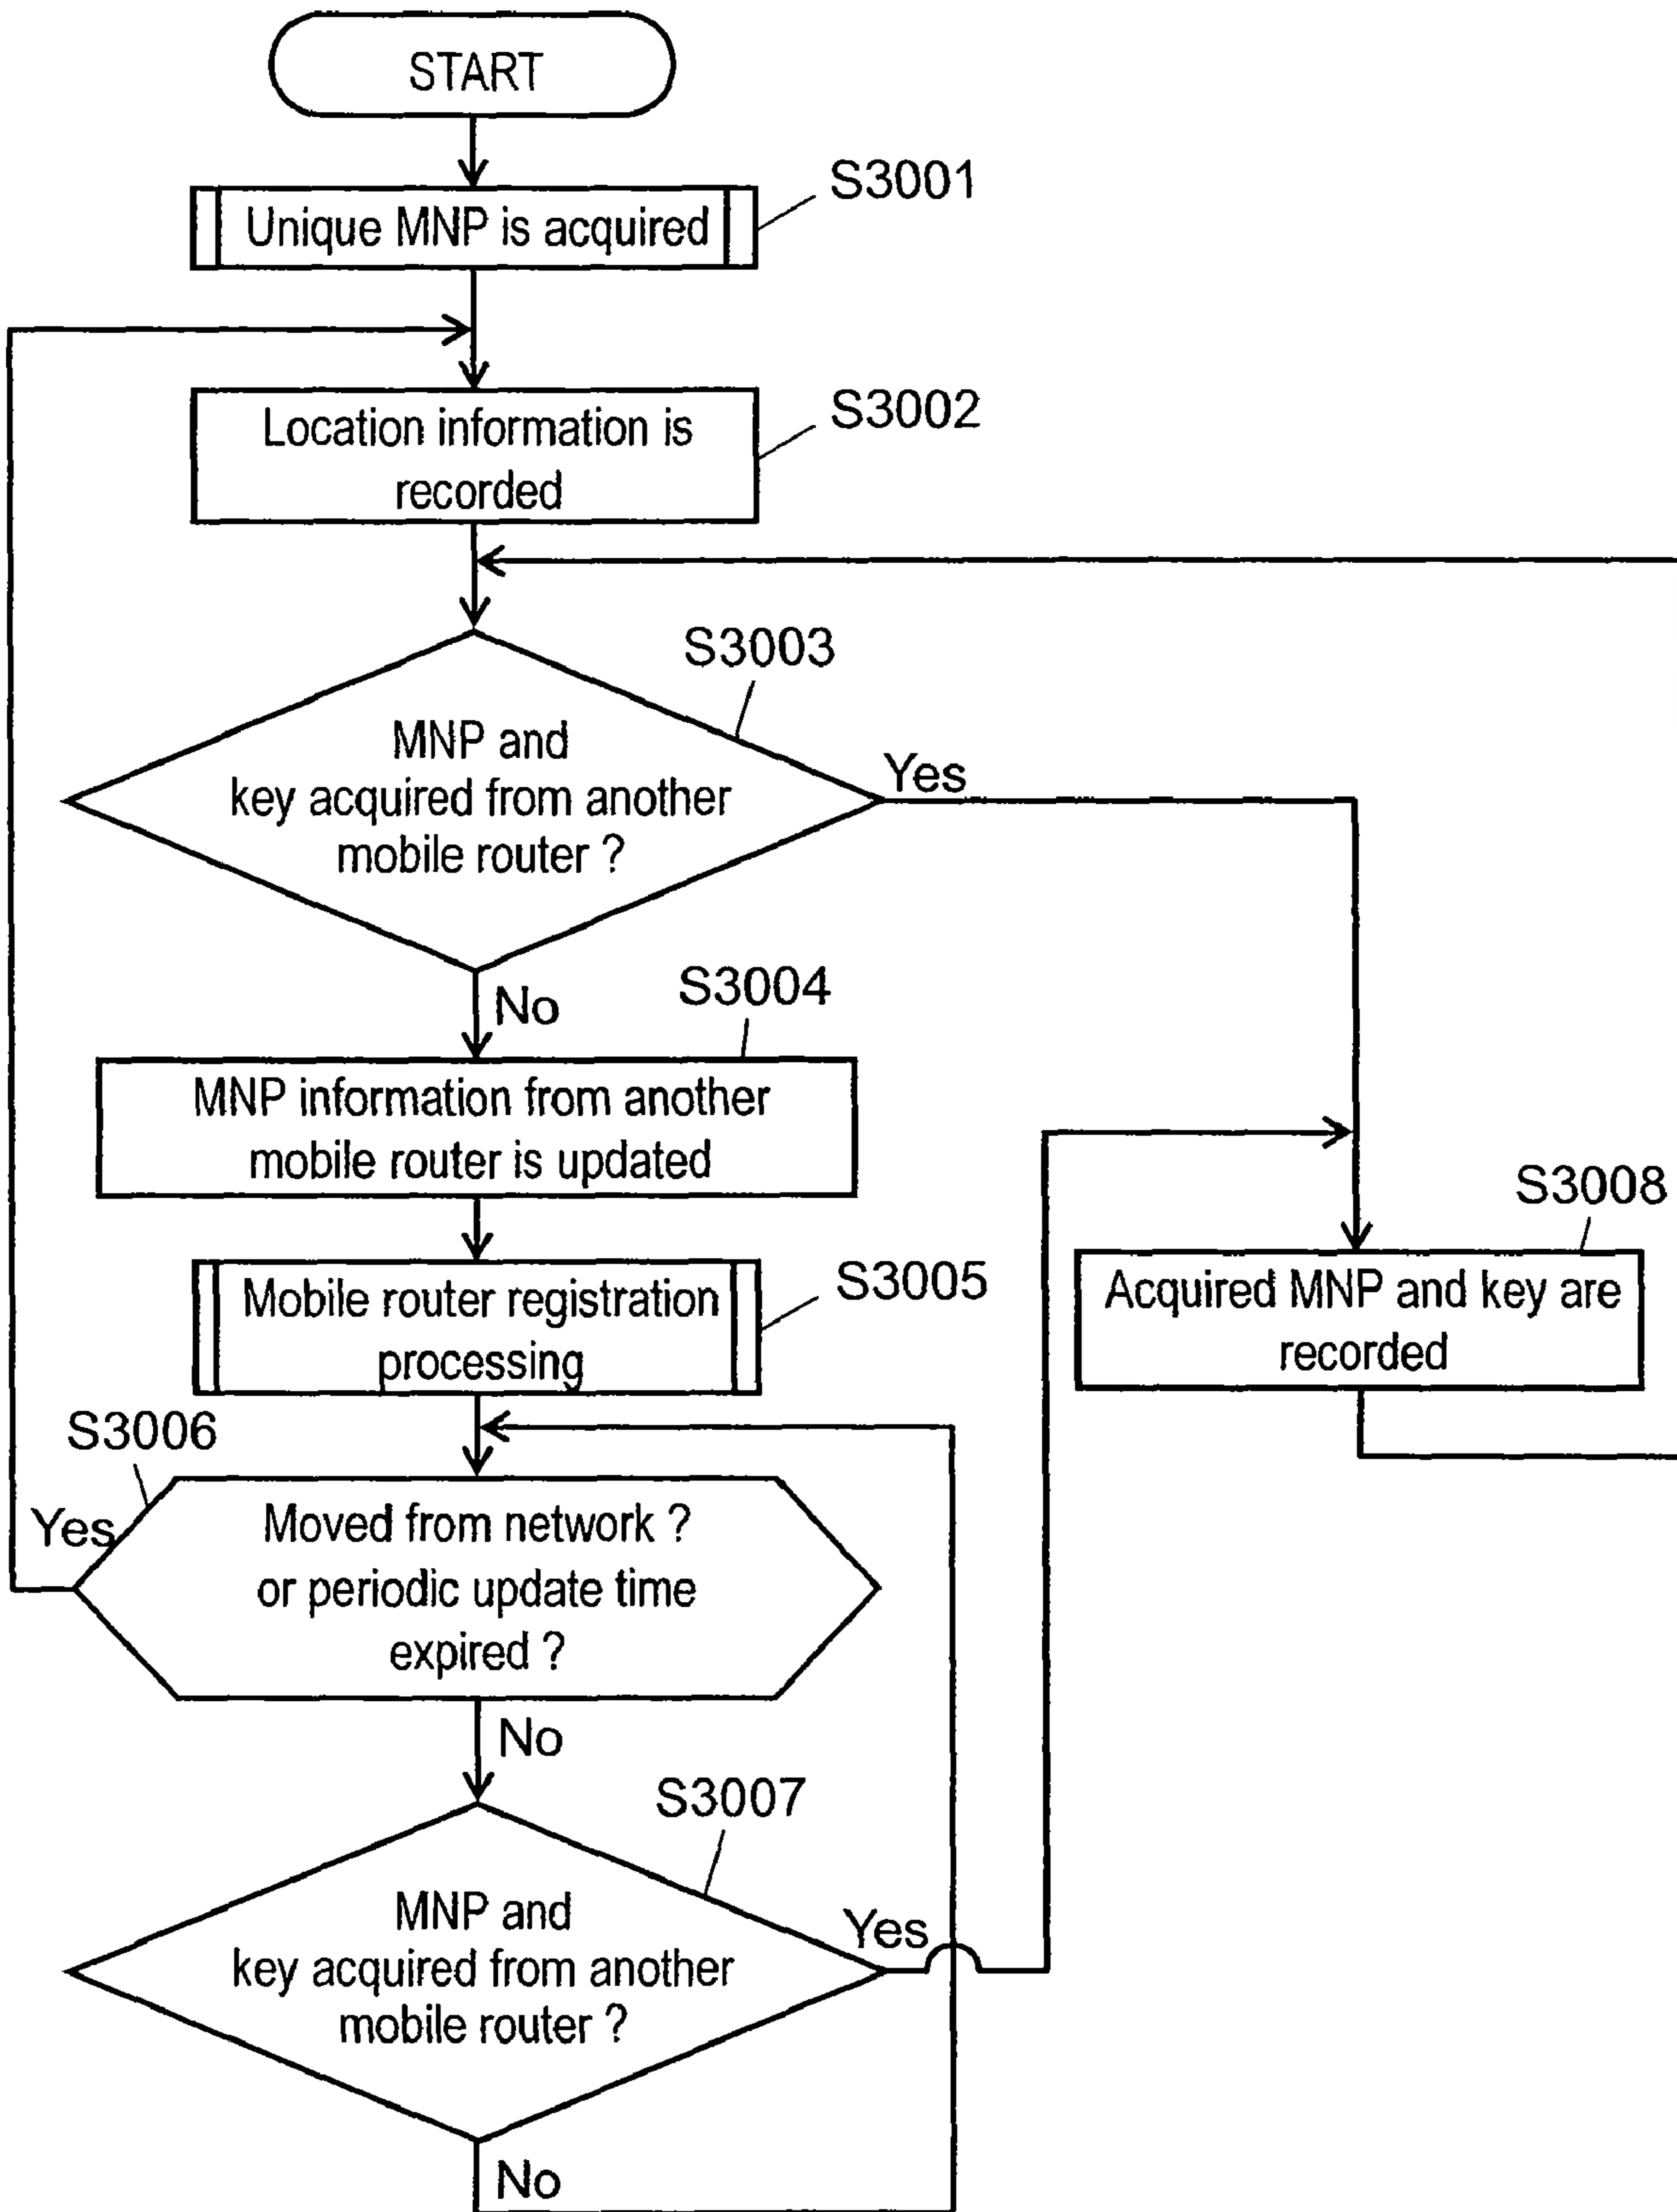 START
S3001
Unique MNP is acquired
S3002
Location information is
recorded
S3003
MNP and
key acquired from another
mobile router ?
Yes
No
S3004
MNP information from another
mobile router is updated
S3005
Mobile router registration
processing
S3008
Acquired MNP and key are
recorded
S3006
Yes
Moved from network ?
or periodic update time
expired ?
No
S3007
MNP and
key acquired from another
mobile router ?
Yes
No